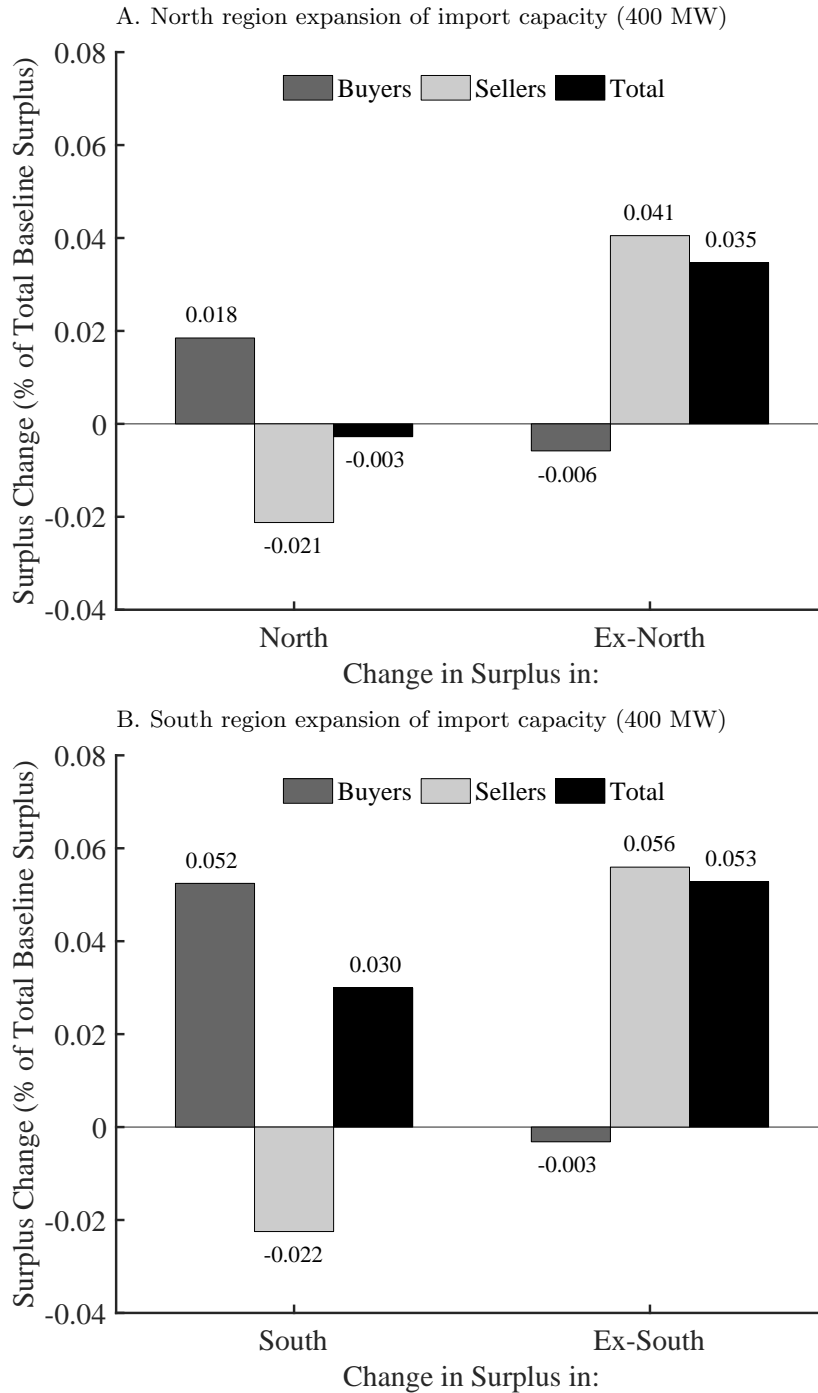 A. North region expansion of import capacity (400 MW)
Surplus Change (% of Total Baseline Surplus)
0.08
0.06
0.04
0.02
0
-0.02
-0.04
Buyers Sellers Total
0.018
-0.021
-0.003
-0.006
0.041
0.035
North Ex-North
Change in Surplus in:
B. South region expansion of import capacity (400 MW)
Surplus Change (% of Total Baseline Surplus)
0.08
0.06
0.04
0.02
0
-0.02
-0.04
Buyers Sellers Total
0.052
-0.022
0.030
-0.003
0.056
0.053
South Ex-South
Change in Surplus in: